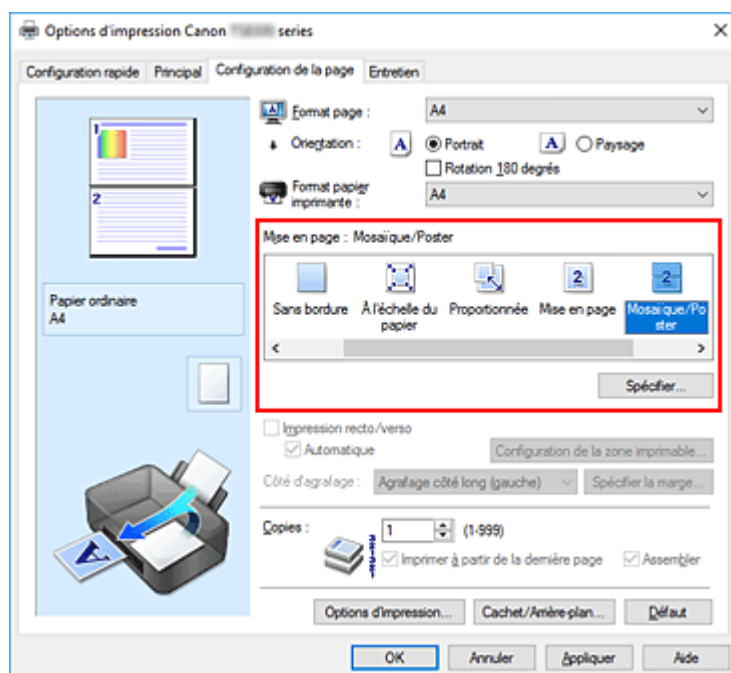 Options d'impression Canon series
Configuration rapide Principal Configuration de la page Entretien
1
2
Papier ordinaire
A4
Format page : A4
Orientation : A Portrait A Paysage
Rotation 180 degrés
Format papier imprimante : A4
Mise en page : Mosaïque/Poster
2 2
Sans bordure À l'échelle du papier Proportionnée Mise en page Mosaïque/Poster
Spécifier...
Impression recto/verso
Automatique Configuration de la zone imprimable...
Côté d'agrafage : Agrafage côté long (gauche) Spécifier la marge...
Copies : 1 (1-999)
Imprimer à partir de la dernière page Assembler
A
Options d'impression... Cachet/Arrière-plan... Défaut
OK Annuler Appliquer Aide